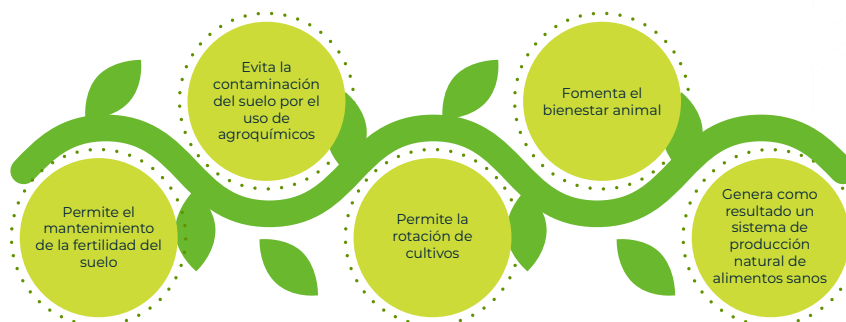 Permite el
mantenimiento
de la fertilidad del
suelo
Evita la
contaminación
del suelo por el
uso de
agroquímicos
Permite la
rotación de
cultivos
Fomenta el
bienestar animal
Genera como
resultado un
sistema de
producción
natural de
alimentos sanos